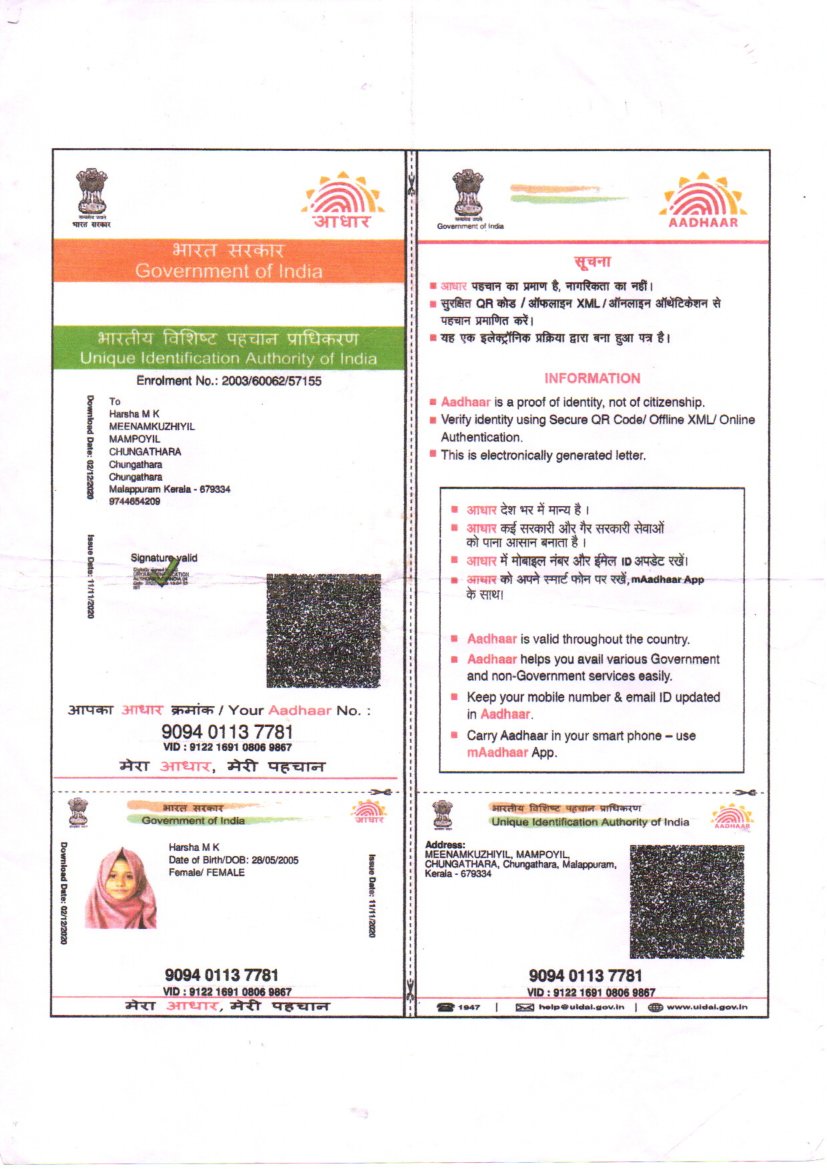 भारत सरकार
आधार
भारत सरकार
Government of India
भारतीय विशिष्ट पहचान प्राधिकरण
Unique Identification Authority of India
Enrolment No.: 2003/60062/57155
Download Date: 02/12/2020
To
Harsha M K
MEENAMKUZHIYIL
MAMPOYIL
CHUNGATHARA
Chungathara
Chungathara
Malappuram Kerala - 679334
9744654209
Issue Date: 11/11/2020
Signature valid
आपका आधार क्रमांक / Your Aadhaar No. :
9094 0113 7781
VID : 9122 1691 0806 9867
मेरा आधार, मेरी पहचान
भारत सरकार
Government of India
आधार
Download Date: 02/12/2020
Harsha M K
Date of Birth/DOB: 28/05/2005
Female/ FEMALE
Issue Date: 11/11/2020
9094 0113 7781
VID : 9122 1691 0806 9867
मेरा आधार, मेरी पहचान
Government of India
AADHAAR
सूचना
आधार पहचान का प्रमाण है, नागरिकता का नहीं।
सुरक्षित QR कोड / ऑफलाइन XML / ऑनलाइन ऑथेंटिकेशन से
पहचान प्रमाणित करें।
यह एक इलेक्ट्रॉनिक प्रक्रिया द्वारा बना हुआ पत्र है।
INFORMATION
Aadhaar is a proof of identity, not of citizenship.
Verify identity using Secure QR Code/ Offline XML/ Online
Authentication.
This is electronically generated letter.
आधार देश भर में मान्य है।
आधार कई सरकारी और गैर सरकारी सेवाओं
को पाना आसान बनाता है।
आधार में मोबाइल नंबर और ईमेल ID अपडेट रखें।
आधार को अपने स्मार्ट फोन पर रखें, mAadhaar App
के साथ।
Aadhaar is valid throughout the country.
Aadhaar helps you avail various Government
and non-Government services easily.
Keep your mobile number & email ID updated
in Aadhaar.
Carry Aadhaar in your smart phone – use
mAadhaar App.
भारतीय विशिष्ट पहचान प्राधिकरण
Unique Identification Authority of India
AADHAAR
Address:
MEENAMKUZHIYIL, MAMPOYIL,
CHUNGATHARA, Chungathara, Malappuram,
Kerala - 679334
9094 0113 7781
VID : 9122 1691 0806 9867
1947 | help@uidai.gov.in | www.uidai.gov.in